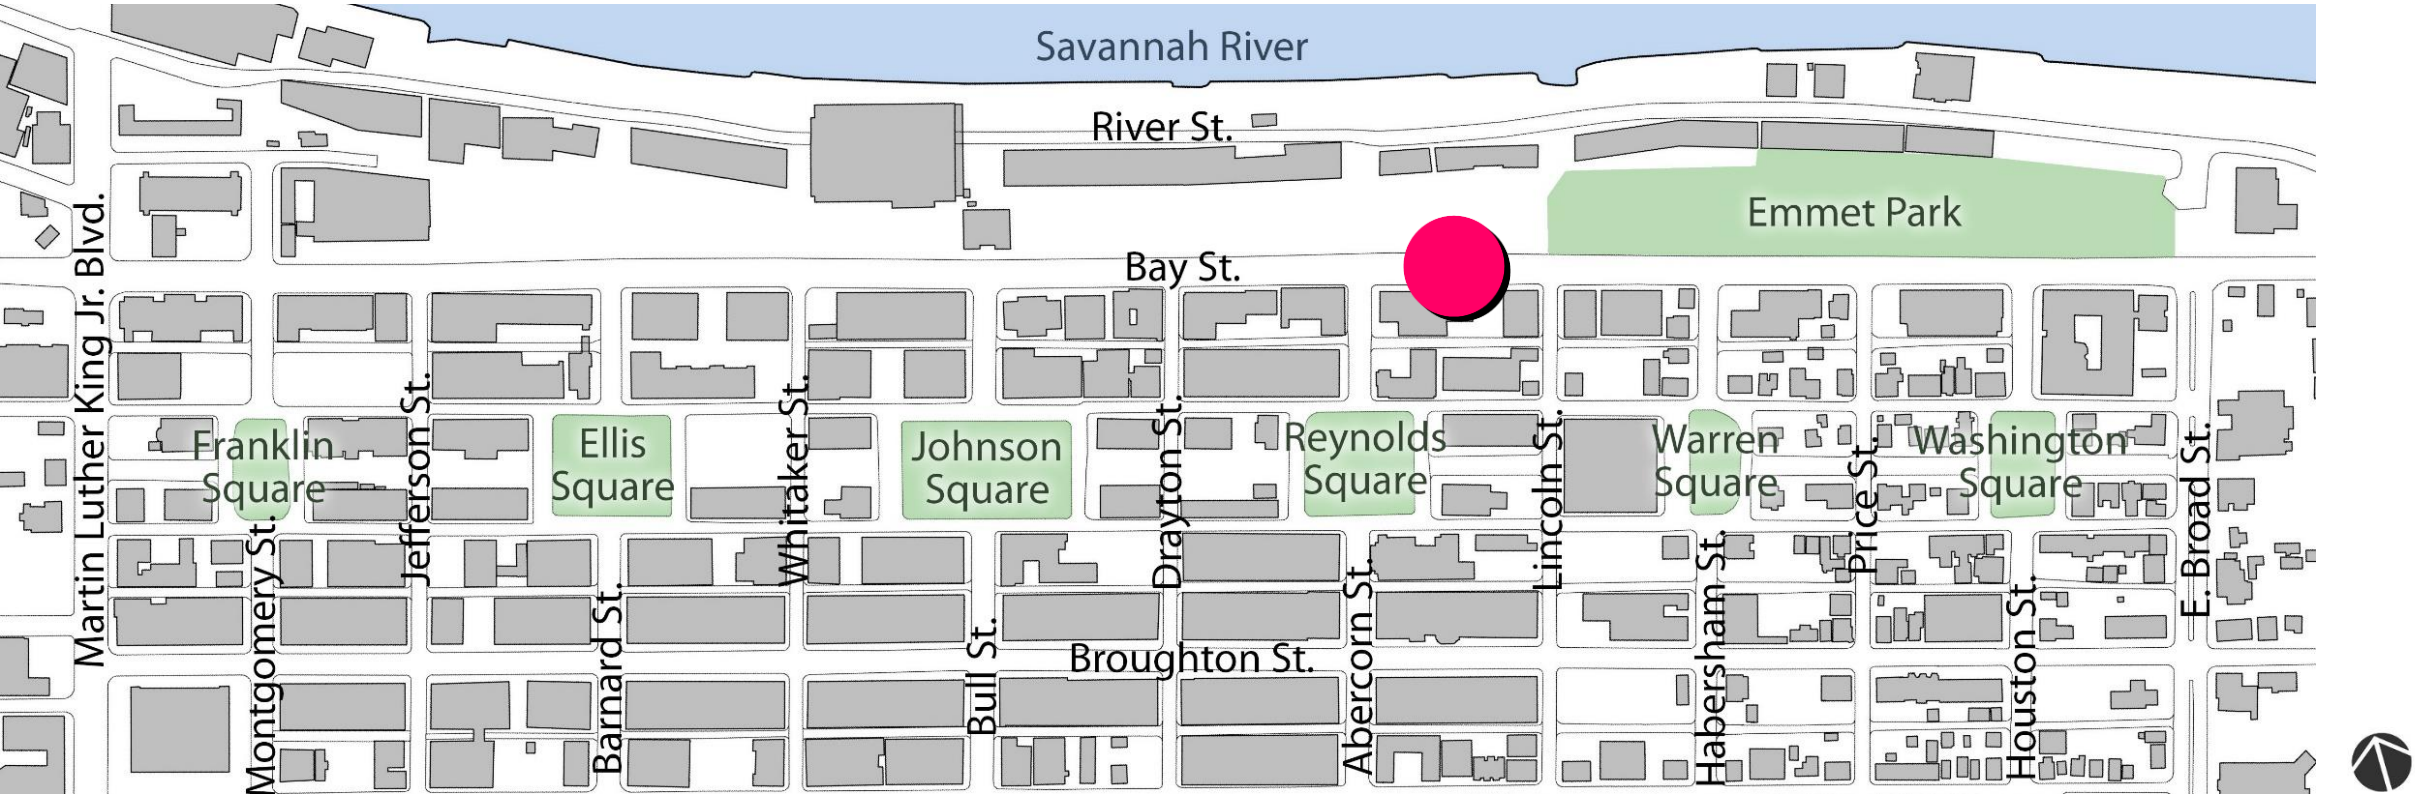 Savannah River
River St.
Emmet Park
Bay St.
Martin Luther King Jr. Blvd.
Franklin
Square
Montgomery St.
Jefferson St.
Ellis
Square
Barnard St.
Whitaker St.
Johnson
Square
Bull St.
Drayton St.
Reynolds
Square
Abercorn St.
Lincoln St.
Warren
Square
Habersham St.
Price St.
Washington
Square
Houston St.
E. Broad St.
Broughton St.